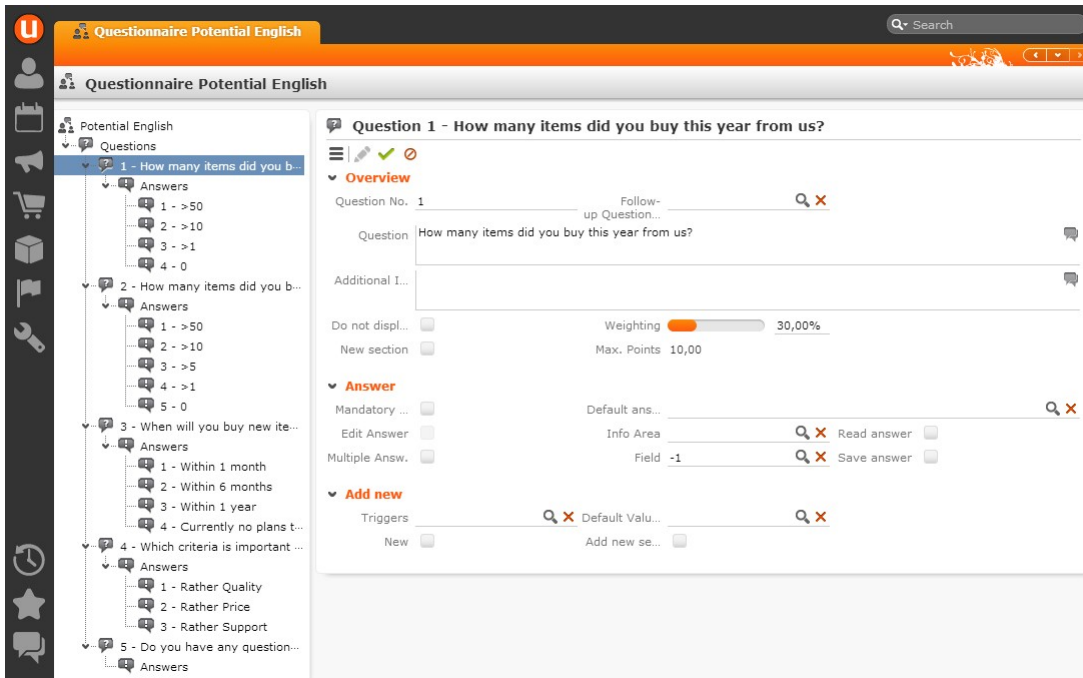 u
Questionnaire Potential English
Search
Questionnaire Potential English
Potential English
Questions
1 - How many items did you b...
Answers
1 - >50
2 - >10
3 - >1
4 - 0
2 - How many items did you b...
Answers
1 - >50
2 - >10
3 - >5
4 - >1
5 - 0
3 - When will you buy new ite...
Answers
1 - Within 1 month
2 - Within 6 months
3 - Within 1 year
4 - Currently no plans t...
4 - Which criteria is important ...
Answers
1 - Rather Quality
2 - Rather Price
3 - Rather Support
5 - Do you have any question...
Answers
Question 1 - How many items did you buy this year from us?
Overview
Question No. 1 Follow-
up Question...
Question How many items did you buy this year from us?
Additional I...
Do not displ... Weighting 30,00%
New section Max. Points 10,00
Answer
Mandatory ... Default ans...
Edit Answer Info Area Read answer
Multiple Answ. Field -1 Save answer
Add new
Triggers Default Valu...
New Add new se...